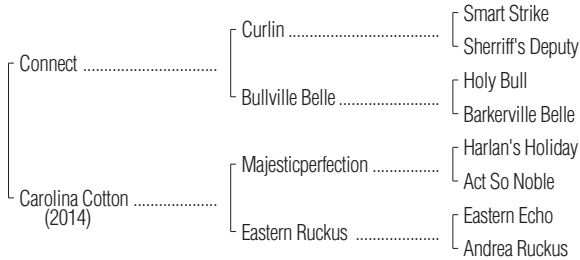 Smart Strike
Curlin
Sherriff's Deputy
Connect
Holy Bull
Bullville Belle
Barkerville Belle
Harlan's Holiday
Majesticperfection
Act So Noble
Carolina Cotton
(2014)
Eastern Echo
Eastern Ruckus
Andrea Ruckus